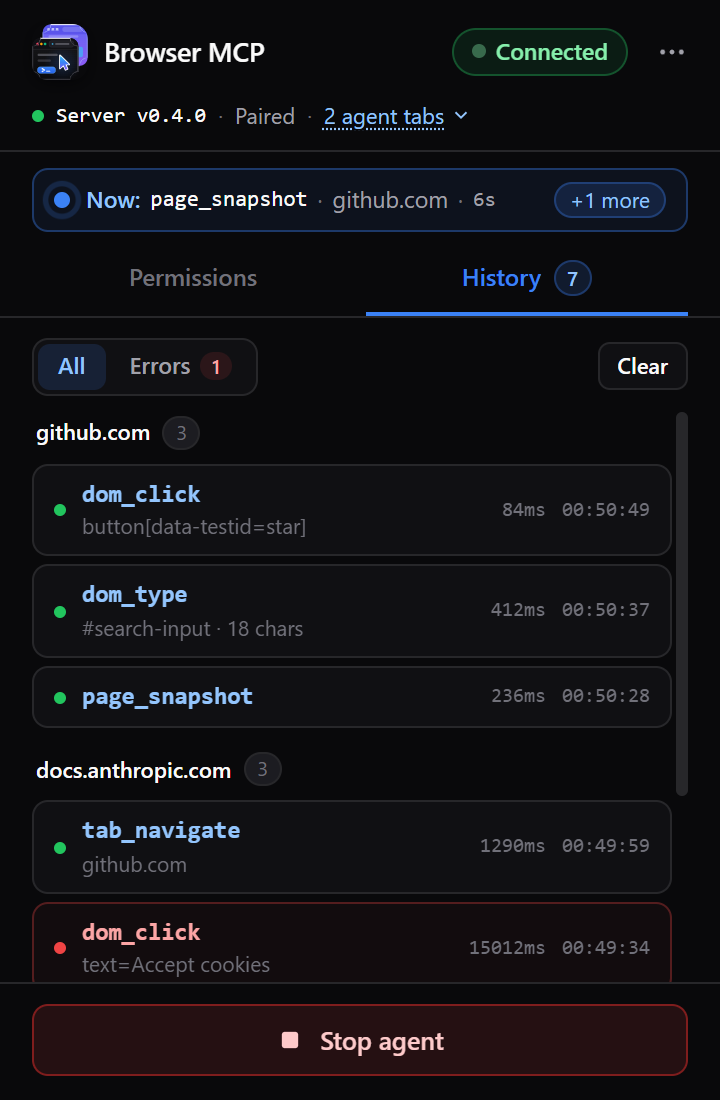 Browser MCP
Connected
Server v0.4.0 · Paired · 2 agent tabs
Now: page_snapshot · github.com · 6s
+1 more
Permissions
History 7
All
Errors 1
Clear
github.com 3
dom_click
button[data-testid=star]
84ms 00:50:49
dom_type
#search-input · 18 chars
412ms 00:50:37
page_snapshot
236ms 00:50:28
docs.anthropic.com 3
tab_navigate
github.com
1290ms 00:49:59
dom_click
text=Accept cookies
15012ms 00:49:34
Stop agent